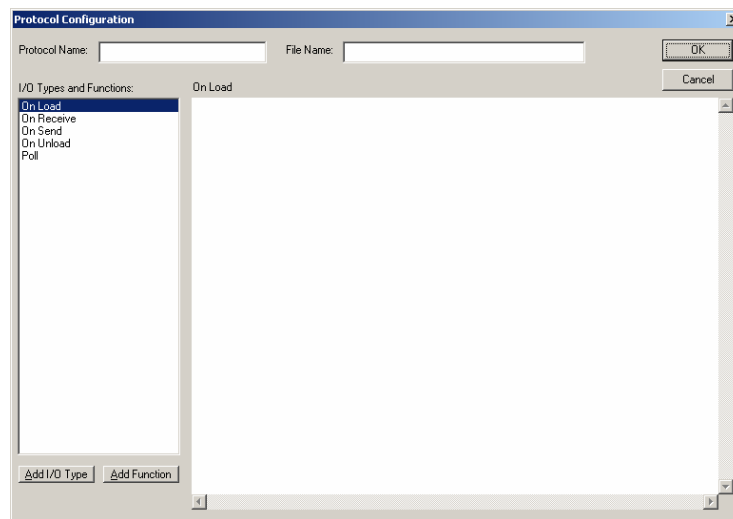 Protocol Configuration
Protocol Name:
File Name:
OK
Cancel
I/O Types and Functions:
On Load
On Load
On Receive
On Send
On Unload
Poll
Add I/O Type
Add Function